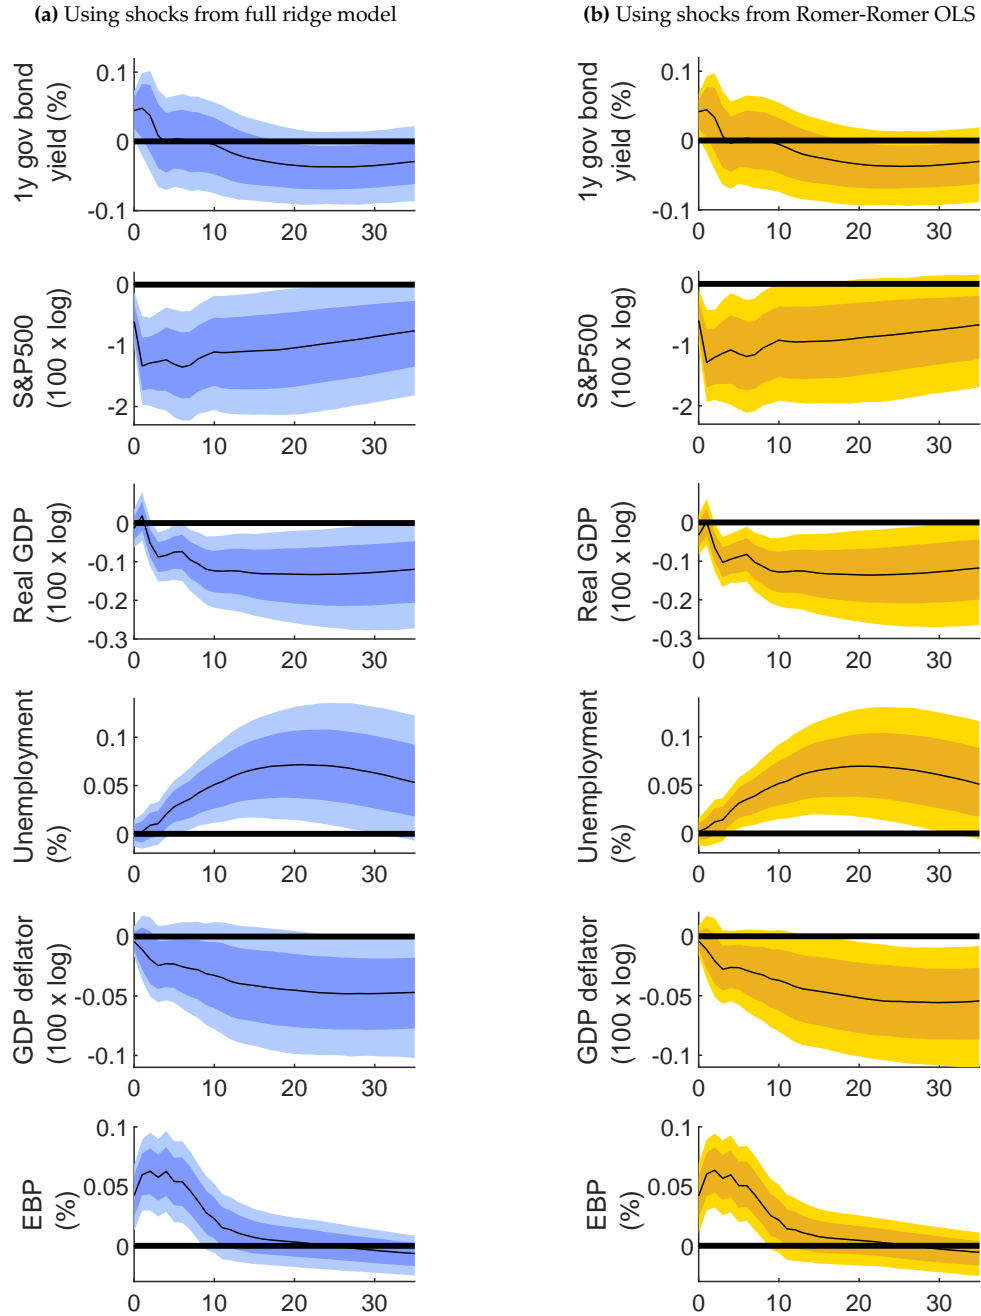 (a) Using shocks from full ridge model
(b) Using shocks from Romer-Romer OLS
1y gov bond
yield (%)
0.1
0
-0.1
0 10 20 30
1y gov bond
yield (%)
0.1
0
-0.1
0 10 20 30
S&P500
(100 x log)
0
-1
-2
0 10 20 30
S&P500
(100 x log)
0
-1
-2
0 10 20 30
Real GDP
(100 x log)
0
-0.1
-0.2
-0.3
0 10 20 30
Real GDP
(100 x log)
0
-0.1
-0.2
-0.3
0 10 20 30
Unemployment
(%)
0.1
0.05
0
0 10 20 30
Unemployment
(%)
0.1
0.05
0
0 10 20 30
GDP deflator
(100 x log)
0
-0.05
-0.1
0 10 20 30
GDP deflator
(100 x log)
0
-0.05
-0.1
0 10 20 30
EBP
(%)
0.1
0.05
0
0 10 20 30
EBP
(%)
0.1
0.05
0
0 10 20 30